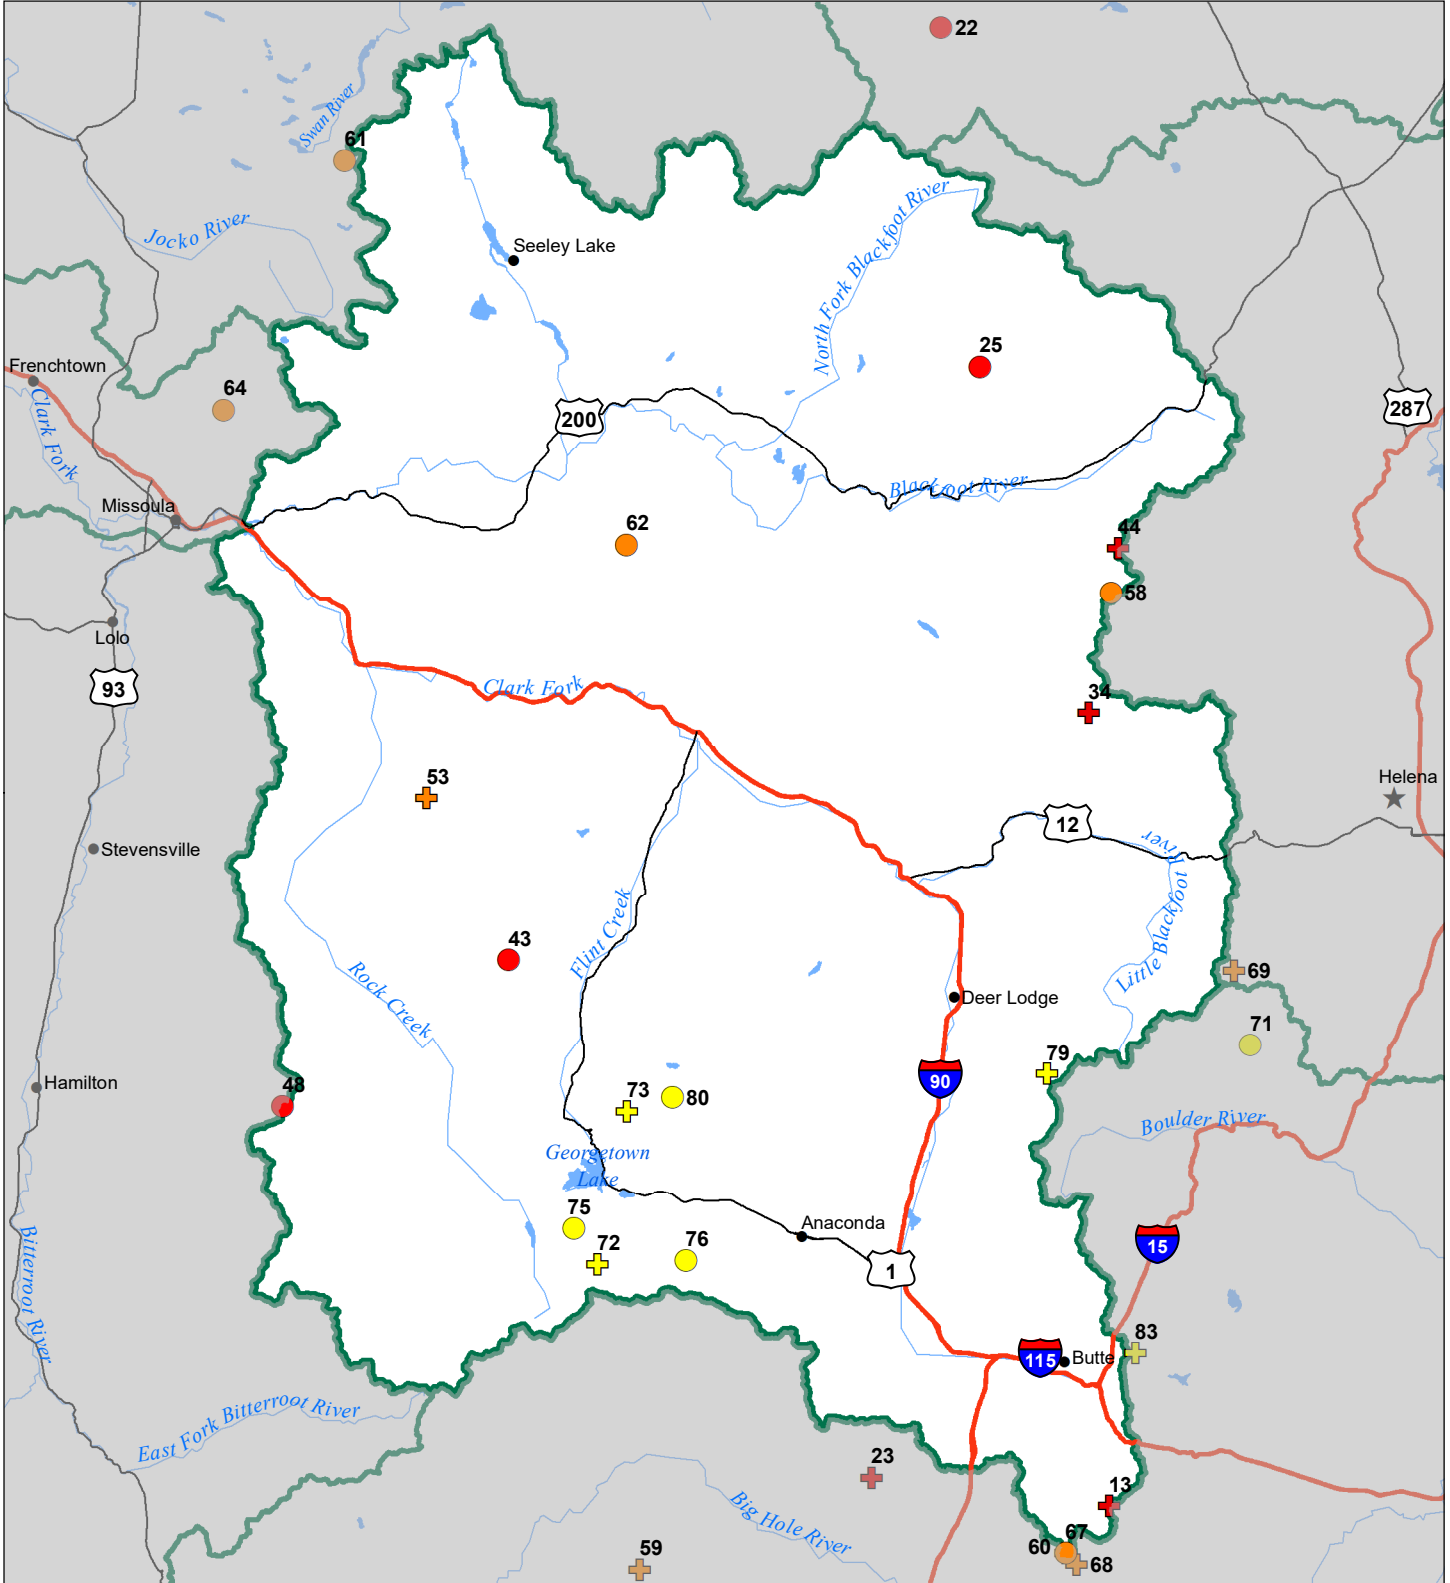 22
Swan River
61
Jocko River
Seeley Lake
North Fork Blackfoot River
Frenchtown
Clark Fork
64
25
200
287
Missoula
Blackfoot River
62
44
58
Lolo
93
Clark Fork
34
53
Helena
12
Stevensville
Little Blackfoot River
Flint Creek
43
Rock Creek
69
Deer Lodge
71
79
90
Hamilton
48
73
80
Boulder River
Georgetown
Lake
75
72
76
Anaconda
1
15
Bitterroot River
83
115
Butte
East Fork Bitterroot River
23
13
Big Hole River
67
60
59
68